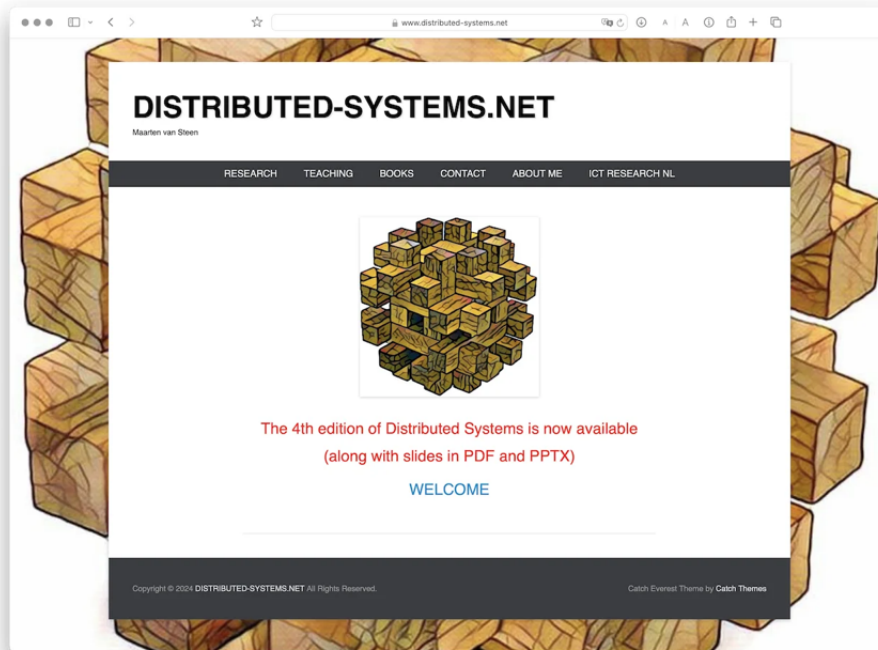 www.distributed-systems.net
A A
DISTRIBUTED-SYSTEMS.NET
Maarten van Steen
RESEARCH TEACHING BOOKS CONTACT ABOUT ME ICT RESEARCH NL
The 4th edition of Distributed Systems is now available
(along with slides in PDF and PPTX)
WELCOME
Copyright © 2024 DISTRIBUTED-SYSTEMS.NET All Rights Reserved.
Catch Everest Theme by Catch Themes